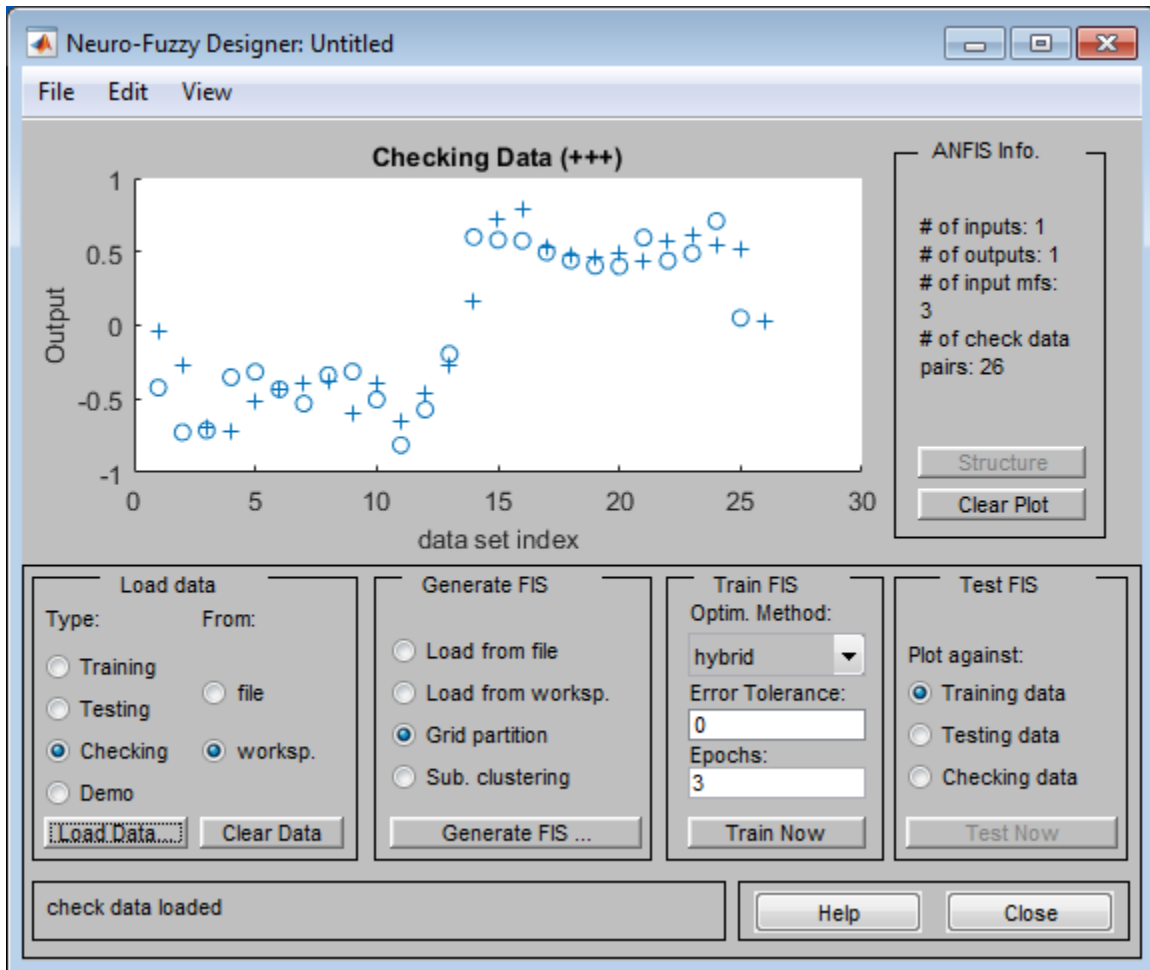 Neuro-Fuzzy Designer: Untitled
File Edit View
Checking Data (+++)
1
0.5
0
-0.5
-1
Output
0 5 10 15 20 25 30
data set index
ANFIS Info.
# of inputs: 1
# of outputs: 1
# of input mfs:
3
# of check data
pairs: 26
Structure
Clear Plot
Load data
Type: From:
Training
file
Testing
Checking
worksp.
Demo
Load Data... Clear Data
Generate FIS
Load from file
Load from worksp.
Grid partition
Sub. clustering
Generate FIS ...
Train FIS
Optim. Method:
hybrid
Error Tolerance:
0
Epochs:
3
Train Now
Test FIS
Plot against:
Training data
Testing data
Checking data
Test Now
check data loaded
Help Close